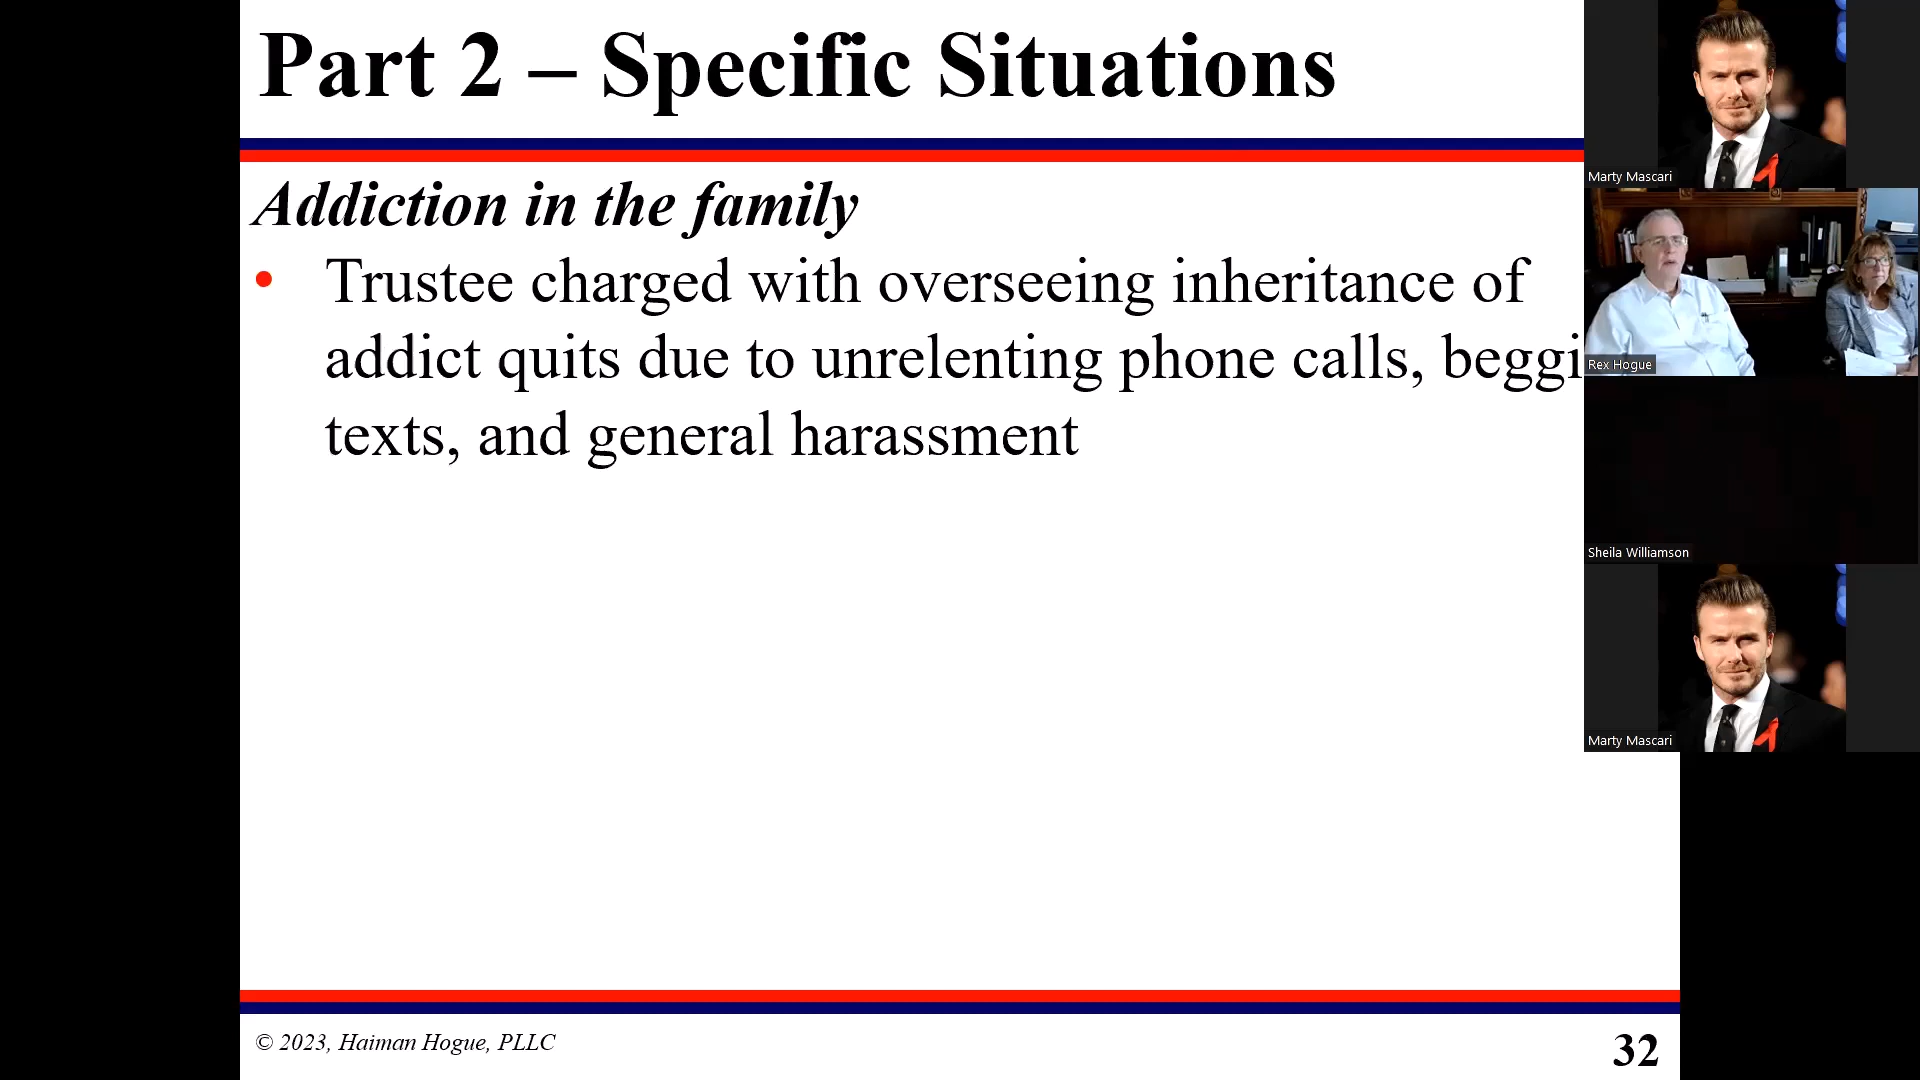 Part 2 – Specific Situations
Addiction in the family
• Trustee charged with overseeing inheritance of
addict quits due to unrelenting phone calls, beggi
texts, and general harassment
© 2023, Haiman Hogue, PLLC
32
Marty Mascari
Rex Hogue
Sheila Williamson
Marty Mascari